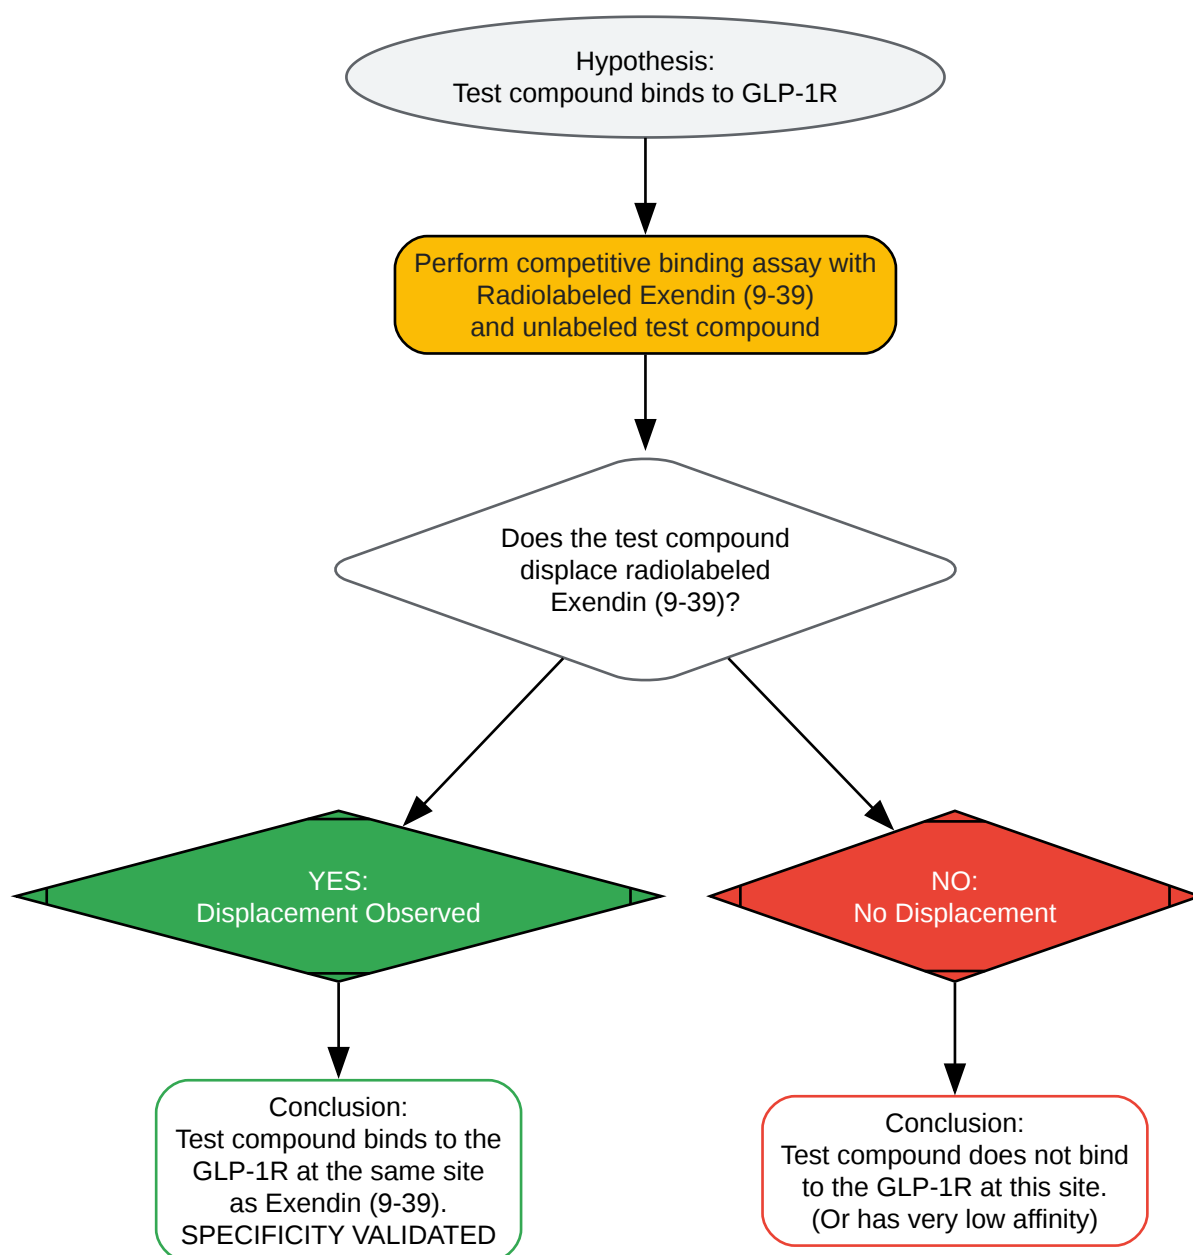 Hypothesis:
Test compound binds to GLP-1R
Perform competitive binding assay with
Radiolabeled Exendin (9-39)
and unlabeled test compound
Does the test compound
displace radiolabeled
Exendin (9-39)?
YES:
Displacement Observed
NO:
No Displacement
Conclusion:
Test compound binds to the
GLP-1R at the same site
as Exendin (9-39).
SPECIFICITY VALIDATED
Conclusion:
Test compound does not bind
to the GLP-1R at this site.
(Or has very low affinity)